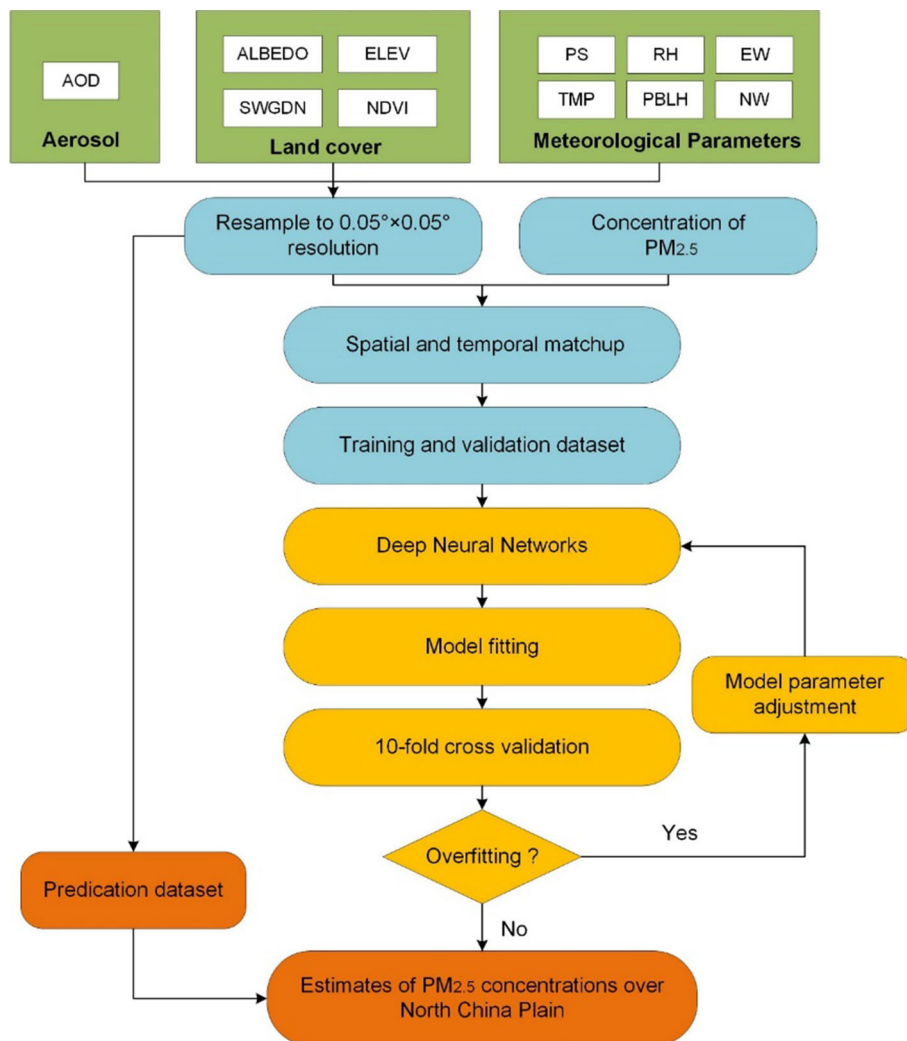 AOD
Aerosol
ALBEDO
ELEV
SWGDN
NDVI
Land cover
PS
RH
EW
TMP
PBLH
NW
Meteorological Parameters
Resample to 0.05°×0.05°
resolution
Concentration of
PM2.5
Spatial and temporal matchup
Training and validation dataset
Deep Neural Networks
Model fitting
Model parameter
adjustment
10-fold cross validation
Overfitting ?
Yes
No
Predication dataset
Estimates of PM2.5 concentrations over
North China Plain